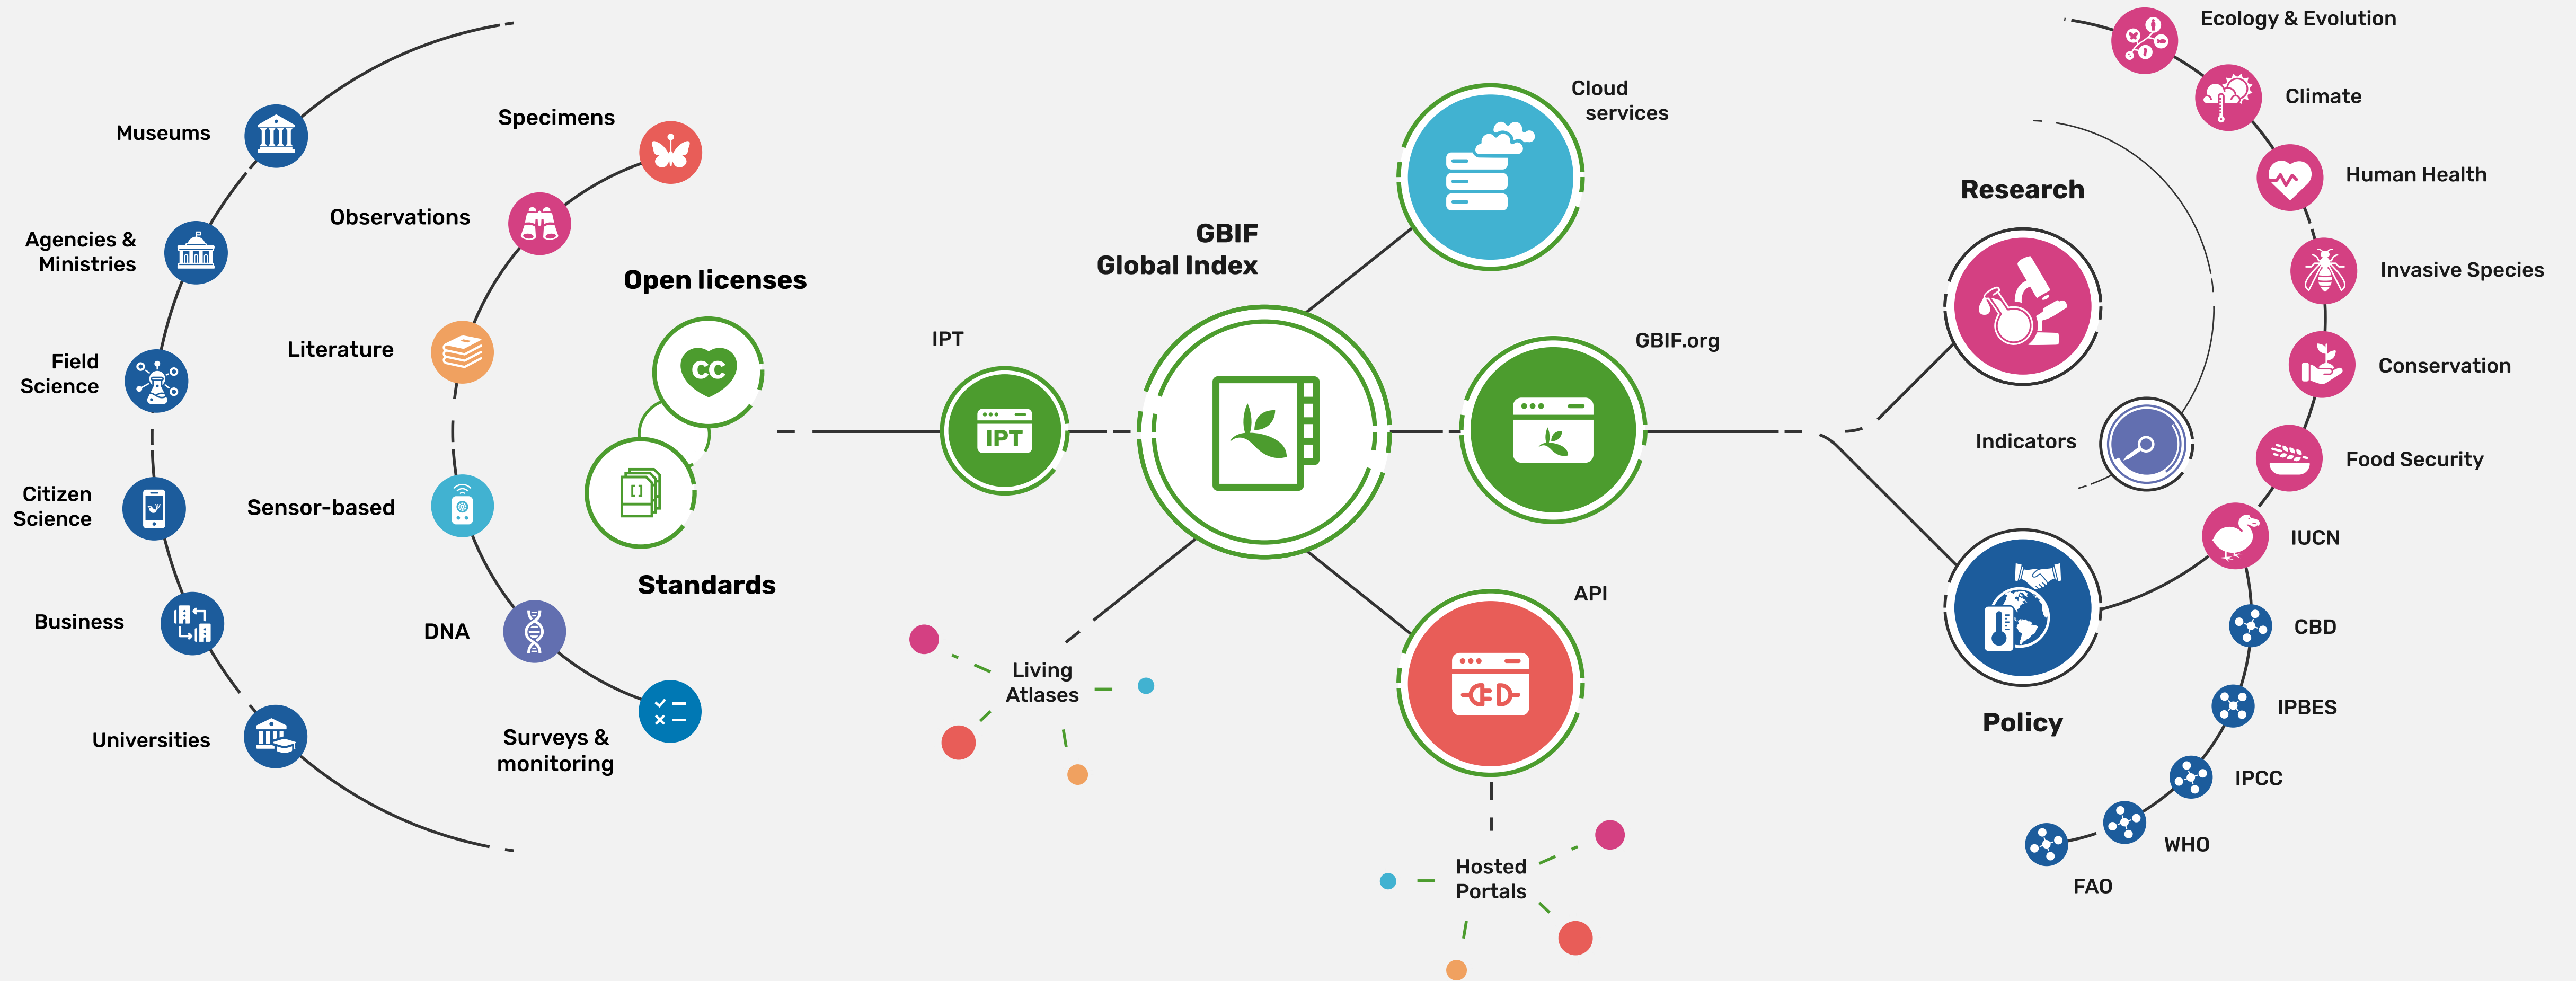 Museums
Agencies &
Ministries
Field
Science
Citizen
Science
Business
Universities
Specimens
Observations
Literature
Sensor-based
DNA
Surveys &
monitoring
Open licenses
CC
[ ]
Standards
IPT
IPT
GBIF
Global Index
Cloud
services
GBIF.org
API
Living
Atlases
Hosted
Portals
Research
Indicators
Policy
Ecology & Evolution
Climate
Human Health
Invasive Species
Conservation
Food Security
IUCN
CBD
IPBES
IPCC
WHO
FAO